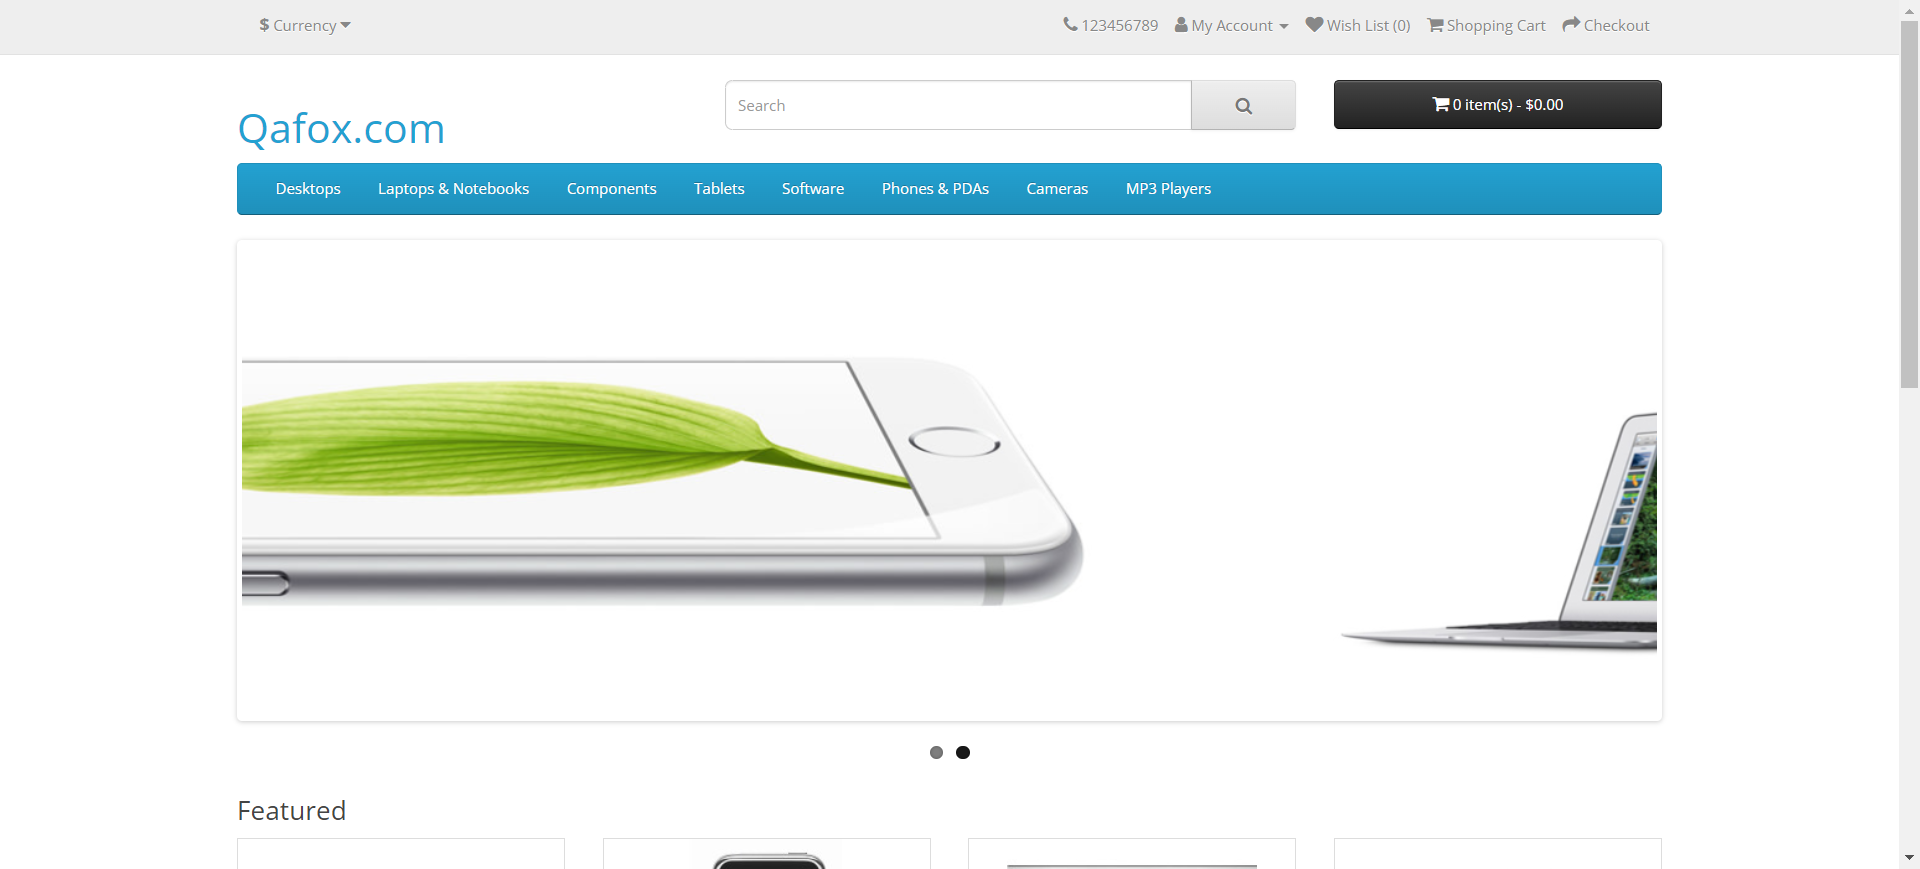 $ Currency
123456789 My Account Wish List (0) Shopping Cart Checkout
Qafox.com
Search
0 item(s) - $0.00
Desktops Laptops & Notebooks Components Tablets Software Phones & PDAs Cameras MP3 Players
Featured